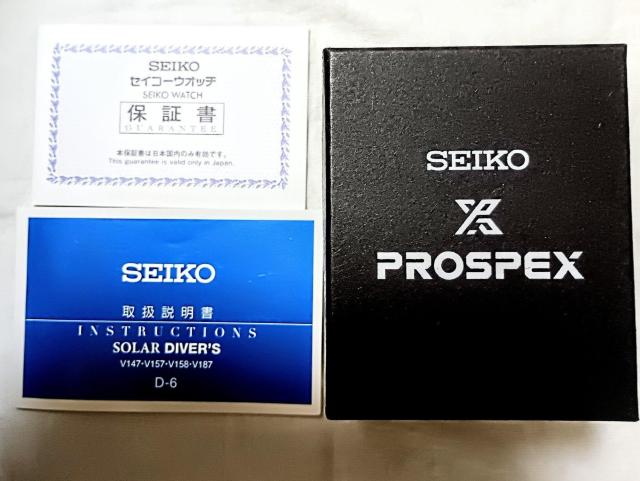 SEIKO
セイコーウオッチ
SEIKO WATCH
保証書
GUARANTEE
本保証書は日本国内のみ有効です。
This guarantee is valid only in Japan.
SEIKO
取扱説明書
INSTRUCTIONS
SOLAR DIVER'S
V147・V157・V158・V187
D-6
SEIKO
PROSPEX